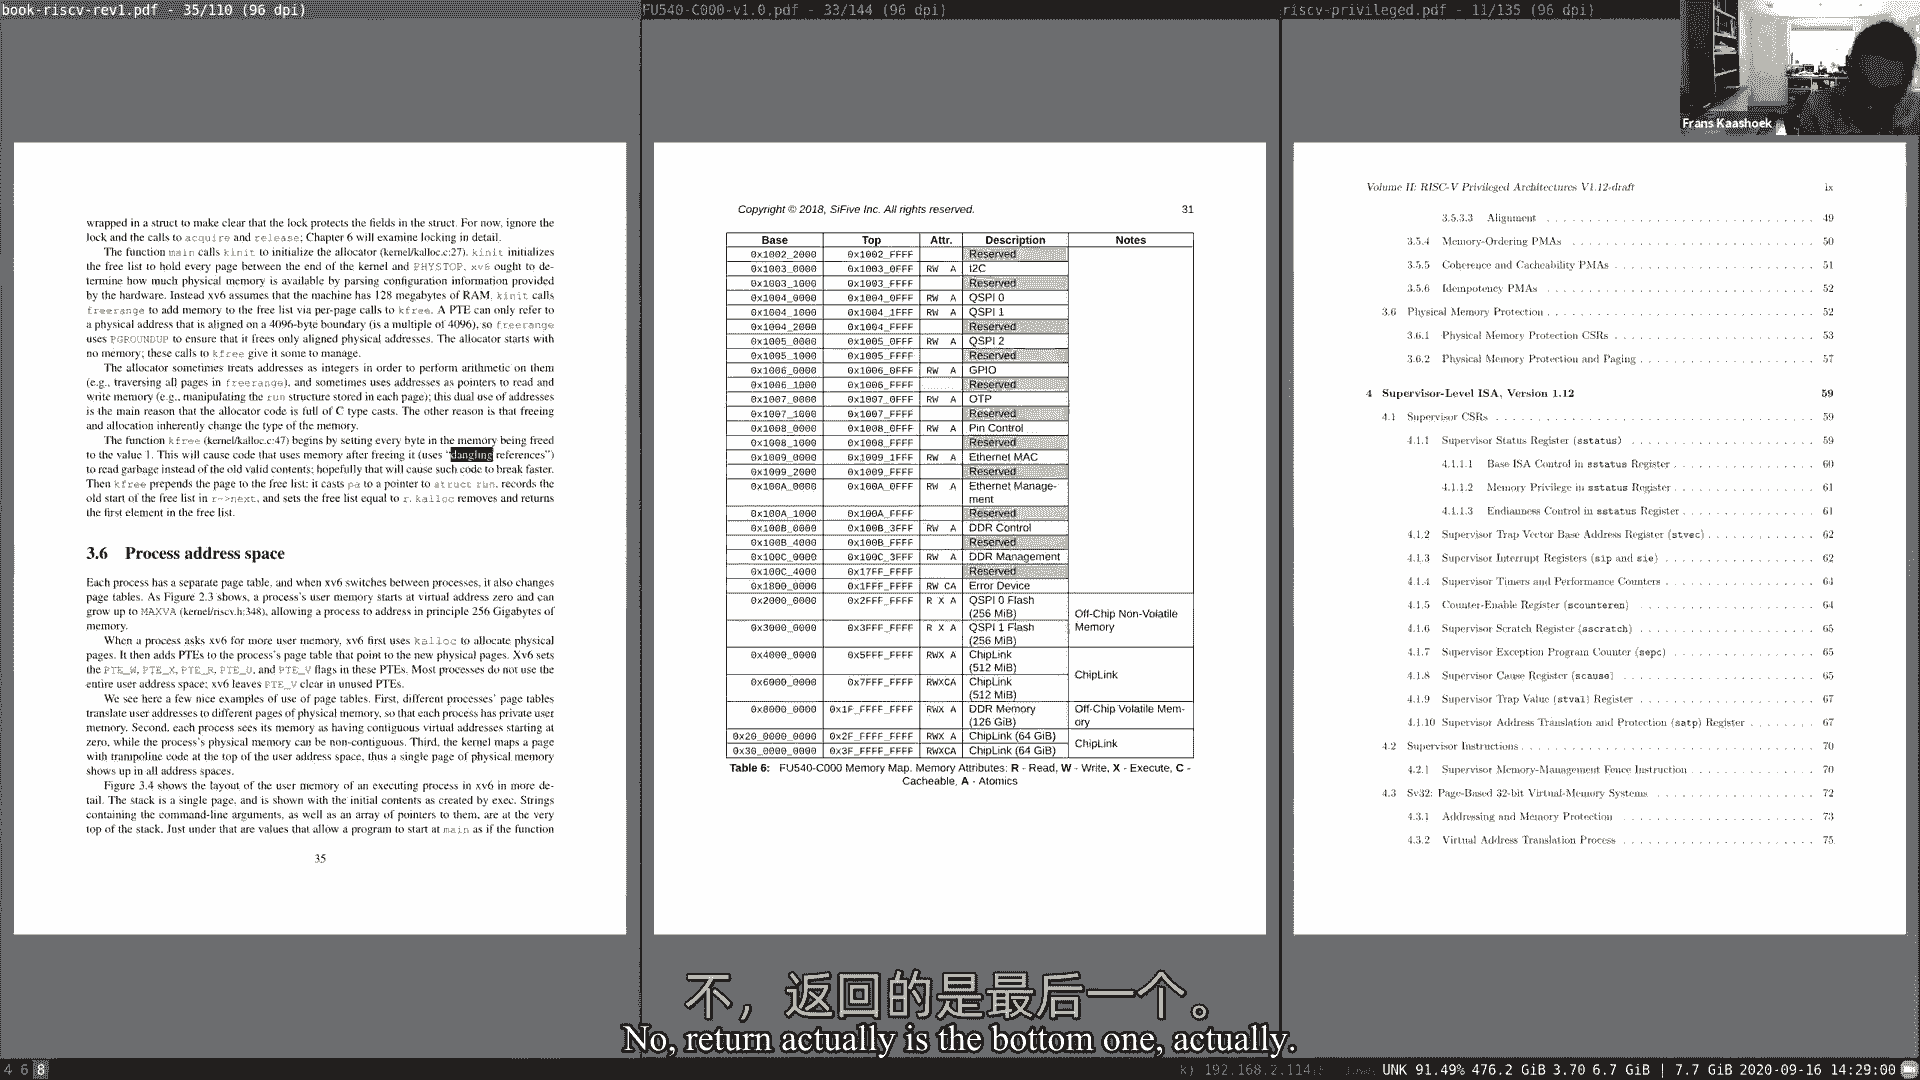 book-riscv-rev1.pdf - 35/110 (96 dpi)
FU540-C000-v1.0.pdf - 33/144 (96 dpi)
riscv-privileged.pdf - 11/135 (96 dpi)
Frans Kaashoek
wrapped in a struct to make clear that the lock protects the fields in the struct. For now, ignore the
lock and the calls to acquire and release; Chapter 6 will examine locking in detail.
The function main calls kinit to initialize the allocator (kernel/kalloc.c:27). kinit initializes
the free list to hold every page between the end of the kernel and PHYSTOP. xv6 ought to de-
termine how much physical memory is available by parsing configuration information provided
by the hardware. Instead xv6 assumes that the machine has 128 megabytes of RAM. kinit calls
freerange to add memory to the free list via per-page calls to kfree. A PTE can only refer to
a physical address that is aligned on a 4096-byte boundary (is a multiple of 4096), so freerange
uses PGROUNDUP to ensure that it frees only aligned physical addresses. The allocator starts with
no memory; these calls to kfree give it some to manage.
The allocator sometimes treats addresses as integers in order to perform arithmetic on them
(e.g., traversing all pages in freerange), and sometimes uses addresses as pointers to read and
write memory (e.g., manipulating the run structure stored in each page); this dual use of addresses
is the main reason that the allocator code is full of C type casts. The other reason is that freeing
and allocation inherently change the type of the memory.
The function kfree (kernel/kalloc.c:47) begins by setting every byte in the memory being freed
to the value 1. This will cause code that uses memory after freeing it (uses “dangling references”)
to read garbage instead of the old valid contents; hopefully that will cause such code to break faster.
Then kfree prepends the page to the free list: it casts pa to a pointer to struct run, records the
old start of the free list in r->next, and sets the free list equal to r. kalloc removes and returns
the first element in the free list.
3.6 Process address space
Each process has a separate page table, and when xv6 switches between processes, it also changes
page tables. As Figure 2.3 shows, a process's user memory starts at virtual address zero and can
grow up to MAXVA (kernel/riscv.h:348), allowing a process to address in principle 256 Gigabytes of
memory.
When a process asks xv6 for more user memory, xv6 first uses kalloc to allocate physical
pages. It then adds PTEs to the process's page table that point to the new physical pages. Xv6 sets
the PTE_W, PTE_X, PTE_R, PTE_U, and PTE_V flags in these PTEs. Most processes do not use the
entire user address space; xv6 leaves PTE_V clear in unused PTEs.
We see here a few nice examples of use of page tables. First, different processes' page tables
translate user addresses to different pages of physical memory, so that each process has private user
memory. Second, each process sees its memory as having contiguous virtual addresses starting at
zero, while the process's physical memory can be non-contiguous. Third, the kernel maps a page
with trampoline code at the top of the user address space, thus a single page of physical memory
shows up in all address spaces.
Figure 3.4 shows the layout of the user memory of an executing process in xv6 in more de-
tail. The stack is a single page, and is shown with the initial contents as created by exec. Strings
containing the command-line arguments, as well as an array of pointers to them, are at the very
top of the stack. Just under that are values that allow a program to start at main as if the function
35
Copyright © 2018, SiFive Inc. All rights reserved. 31
Base Top Attr. Description Notes
0x1002_2000 0x1002_FFFF Reserved
0x1003_0000 0x1003_0FFF RW A I2C
0x1003_1000 0x1003_FFFF Reserved
0x1004_0000 0x1004_0FFF RW A QSPI 0
0x1004_1000 0x1004_1FFF RW A QSPI 1
0x1004_2000 0x1004_FFFF Reserved
0x1005_0000 0x1005_0FFF RW A QSPI 2
0x1005_1000 0x1005_FFFF Reserved
0x1006_0000 0x1006_0FFF RW A GPIO
0x1006_1000 0x1006_FFFF Reserved
0x1007_0000 0x1007_0FFF RW A OTP
0x1007_1000 0x1007_FFFF Reserved
0x1008_0000 0x1008_0FFF RW A Pin Control
0x1008_1000 0x1008_FFFF Reserved
0x1009_0000 0x1009_1FFF RW A Ethernet MAC
0x1009_2000 0x1009_FFFF Reserved
0x100A_0000 0x100A_0FFF RW A Ethernet Manage-
ment
0x100A_1000 0x100A_FFFF Reserved
0x100B_0000 0x100B_3FFF RW A DDR Control
0x100B_4000 0x100B_FFFF Reserved
0x100C_0000 0x100C_3FFF RW A DDR Management
0x100C_4000 0x17FF_FFFF Reserved
0x1800_0000 0x1FFF_FFFF RW CA Error Device
0x2000_0000 0x2FFF_FFFF R X A QSPI 0 Flash
(256 MiB)
Off-Chip Non-Volatile
Memory
0x3000_0000 0x3FFF_FFFF R X A QSPI 1 Flash
(256 MiB)
0x4000_0000 0x5FFF_FFFF RWX A ChipLink
(512 MiB)
ChipLink
0x6000_0000 0x7FFF_FFFF RWXCA ChipLink
(512 MiB)
0x8000_0000 0x1F_FFFF_FFFF RWX A DDR Memory
(126 GiB)
Off-Chip Volatile Mem-
ory
0x20_0000_0000 0x2F_FFFF_FFFF RWX A ChipLink (64 GiB)
ChipLink
0x30_0000_0000 0x3F_FFFF_FFFF RWXCA ChipLink (64 GiB)
Table 6: FU540-C000 Memory Map. Memory Attributes: R - Read, W - Write, X - Execute, C -
Cacheable, A - Atomics
Volume II: RISC-V Privileged Architectures V1.12-draft ix
3.5.3.3 Alignment 49
3.5.4 Memory-Ordering PMAs 50
3.5.5 Coherence and Cacheability PMAs 51
3.5.6 Idempotency PMAs 52
3.6 Physical Memory Protection 52
3.6.1 Physical Memory Protection CSRs 53
3.6.2 Physical Memory Protection and Paging 57
4 Supervisor-Level ISA, Version 1.12 59
4.1 Supervisor CSRs 59
4.1.1 Supervisor Status Register (sstatus) 59
4.1.1.1 Base ISA Control in sstatus Register 60
4.1.1.2 Memory Privilege in sstatus Register 61
4.1.1.3 Endianness Control in sstatus Register 61
4.1.2 Supervisor Trap Vector Base Address Register (stvec) 62
4.1.3 Supervisor Interrupt Registers (sip and sie) 62
4.1.4 Supervisor Timers and Performance Counters 64
4.1.5 Counter-Enable Register (scounteren) 64
4.1.6 Supervisor Scratch Register (sscratch) 65
4.1.7 Supervisor Exception Program Counter (sepc) 65
4.1.8 Supervisor Cause Register (scause) 65
4.1.9 Supervisor Trap Value (stval) Register 67
4.1.10 Supervisor Address Translation and Protection (satp) Register 67
4.2 Supervisor Instructions 70
4.2.1 Supervisor Memory-Management Fence Instruction 70
4.3 Sv32: Page-Based 32-bit Virtual-Memory Systems 72
4.3.1 Addressing and Memory Protection 73
4.3.2 Virtual Address Translation Process 75
不，返回的是最后一个。
No, return actually is the bottom one, actually.
4 6 8
192.168.2.114 UNK 91.49% 476.2 GiB 3.70 6.7 GiB | 7.7 GiB 2020-09-16 14:29:00